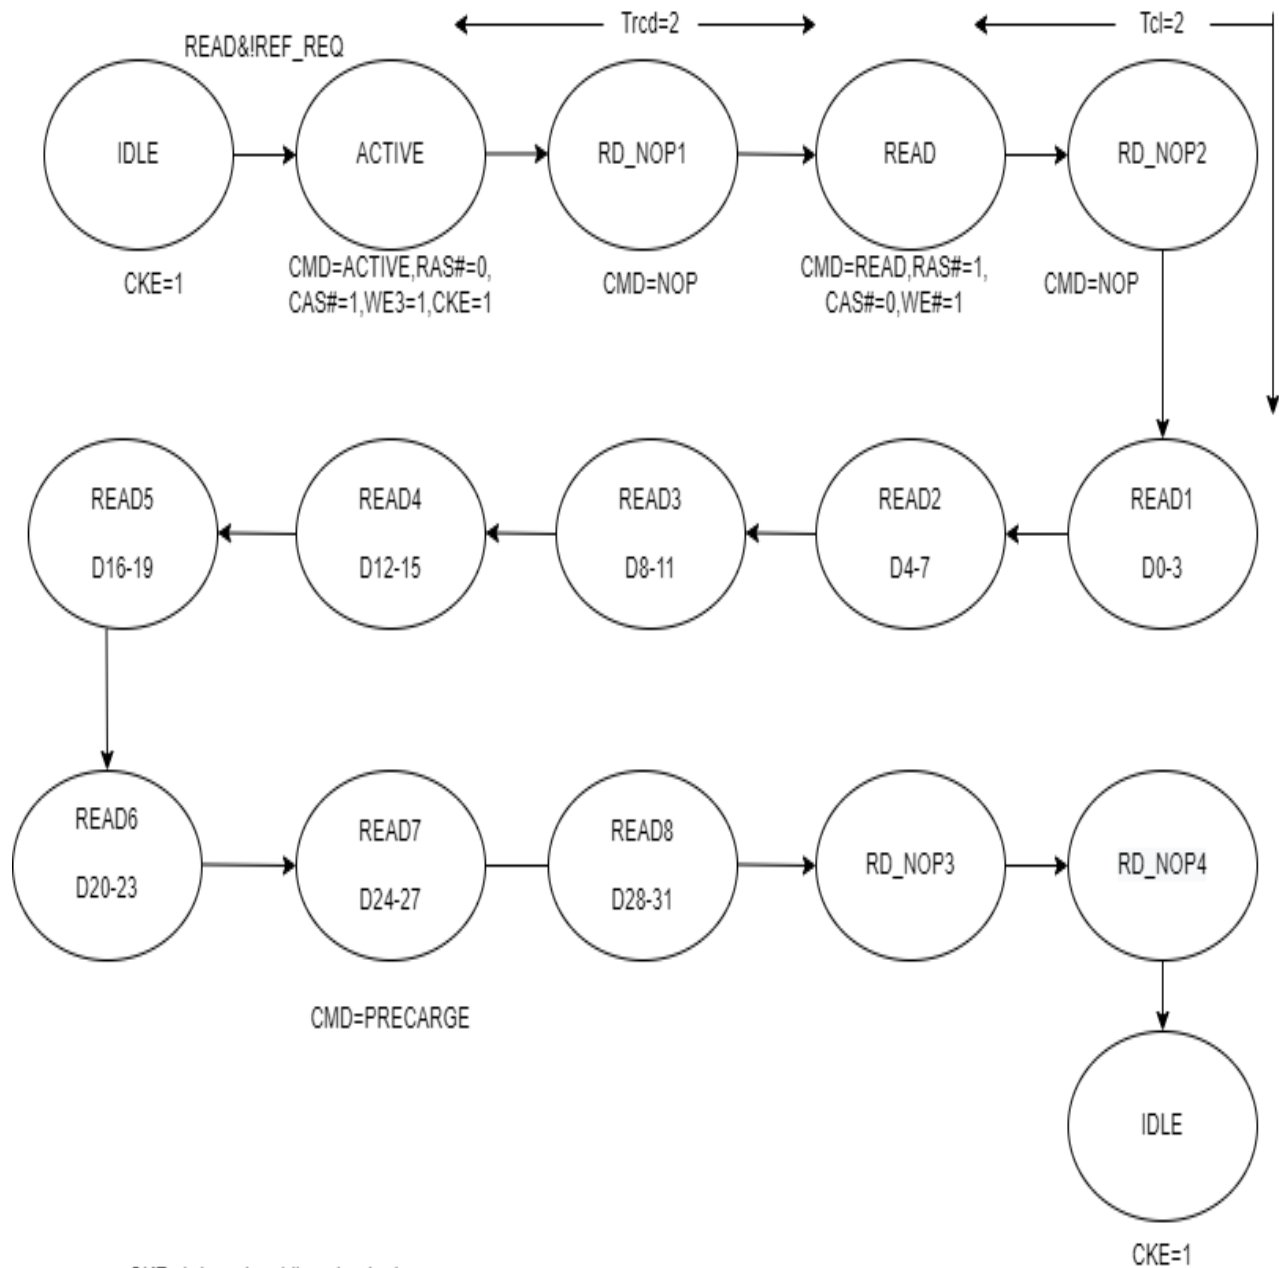 Trcd=2
Tcl=2
READ&!REF_REQ
IDLE
ACTIVE
RD_NOP1
READ
RD_NOP2
CKE=1
CMD=ACTIVE,RAS#=0,
CAS#=1,WE3=1,CKE=1
CMD=NOP
CMD=READ,RAS#=1,
CAS#=0,WE#=1
CMD=NOP
READ5
D16-19
READ4
D12-15
READ3
D8-11
READ2
D4-7
READ1
D0-3
READ6
D20-23
READ7
D24-27
READ8
D28-31
RD_NOP3
RD_NOP4
CMD=PRECARGE
IDLE
CKE=1